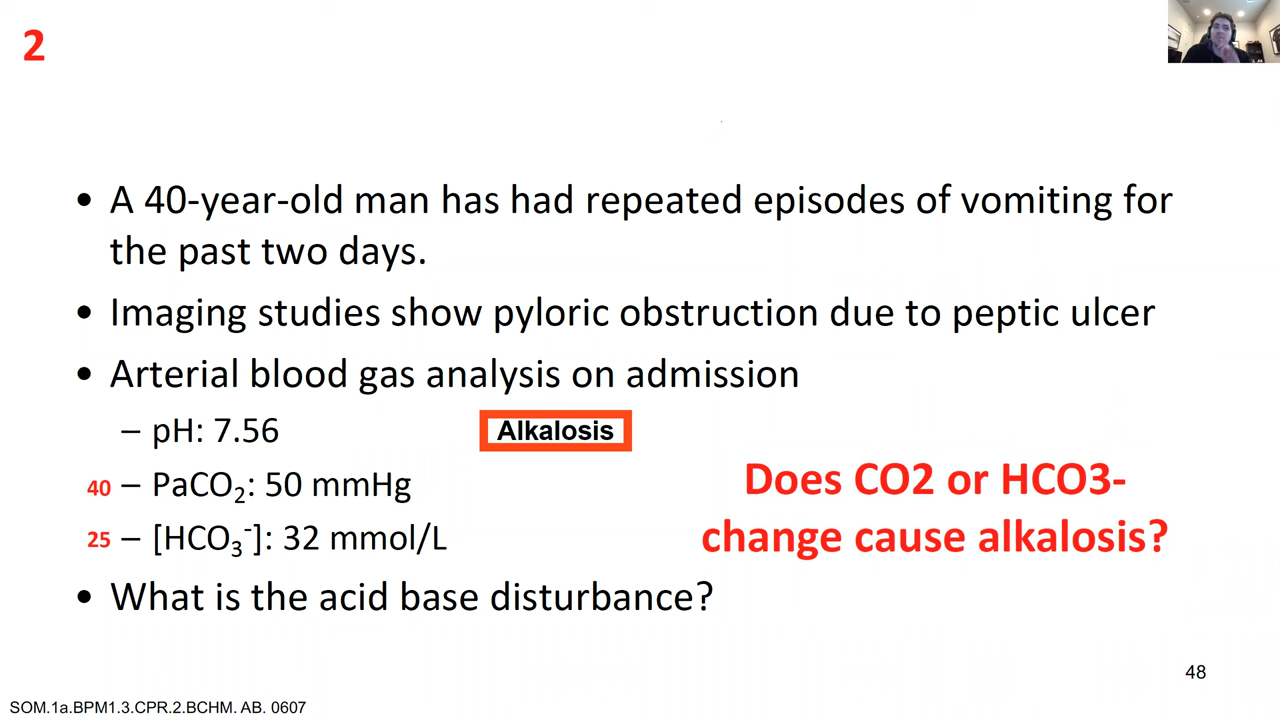 2
• A 40-year-old man has had repeated episodes of vomiting for
the past two days.
• Imaging studies show pyloric obstruction due to peptic ulcer
• Arterial blood gas analysis on admission
– pH: 7.56
Alkalosis
40 – PaCO₂: 50 mmHg
25 – [HCO₃⁻]: 32 mmol/L
Does CO2 or HCO3-
change cause alkalosis?
• What is the acid base disturbance?
48
SOM.1a.BPM1.3.CPR.2.BCHM. AB. 0607